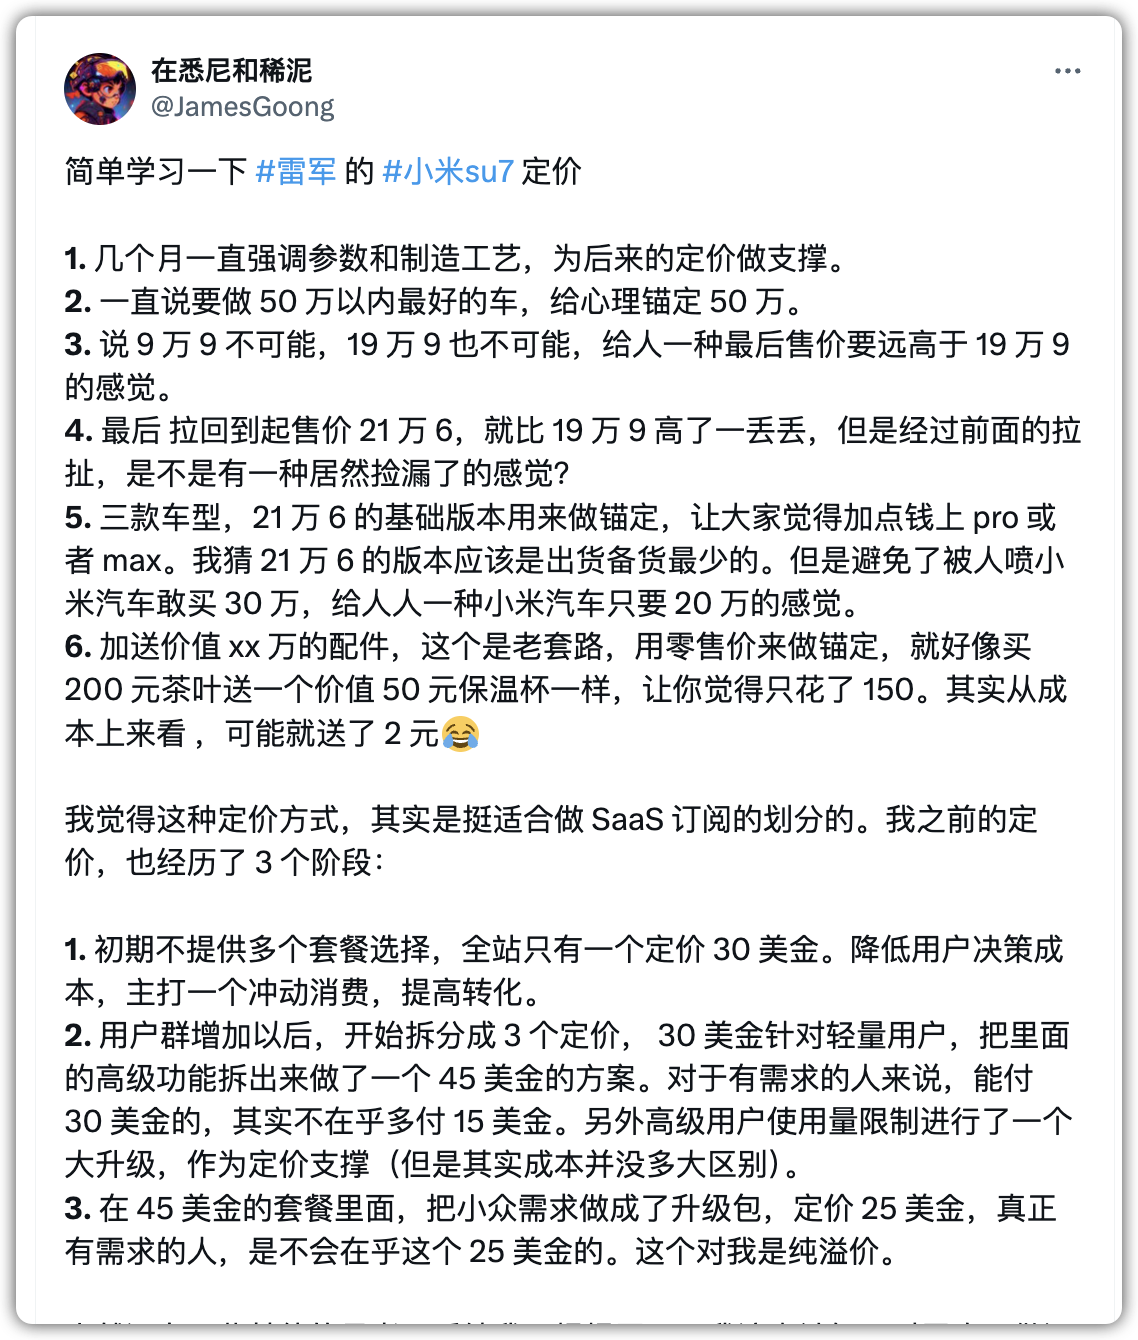 在悉尼和稀泥
@JamesGoong
简单学习一下 #雷军 的 #小米su7 定价
1. 几个月一直强调参数和制造工艺，为后来的定价做支撑。
2. 一直说要做 50 万以内最好的车，给心理锚定 50 万。
3. 说 9 万 9 不可能，19 万 9 也不可能，给人一种最后售价要远高于 19 万 9
的感觉。
4. 最后 拉回到起售价 21 万 6，就比 19 万 9 高了一丢丢，但是经过前面的拉
扯，是不是有一种居然捡漏了的感觉？
5. 三款车型，21 万 6 的基础版本用来做锚定，让大家觉得加点钱上 pro 或
者 max。我猜 21 万 6 的版本应该是出货备货最少的。但是避免了被人喷小
米汽车敢买 30 万，给人人一种小米汽车只要 20 万的感觉。
6. 加送价值 xx 万的配件，这个是老套路，用零售价来做锚定，就好像买
200 元茶叶送一个价值 50 元保温杯一样，让你觉得只花了 150。其实从成
本上来看 ，可能就送了 2 元😂
我觉得这种定价方式，其实是挺适合做 SaaS 订阅的划分的。我之前的定
价，也经历了 3 个阶段：
1. 初期不提供多个套餐选择，全站只有一个定价 30 美金。降低用户决策成
本，主打一个冲动消费，提高转化。
2. 用户群增加以后，开始拆分成 3 个定价， 30 美金针对轻量用户，把里面
的高级功能拆出来做了一个 45 美金的方案。对于有需求的人来说，能付
30 美金的，其实不在乎多付 15 美金。另外高级用户使用量限制进行了一个
大升级，作为定价支撑（但是其实成本并没多大区别）。
3. 在 45 美金的套餐里面，把小众需求做成了升级包，定价 25 美金，真正
有需求的人，是不会在乎这个 25 美金的。这个对我是纯溢价。